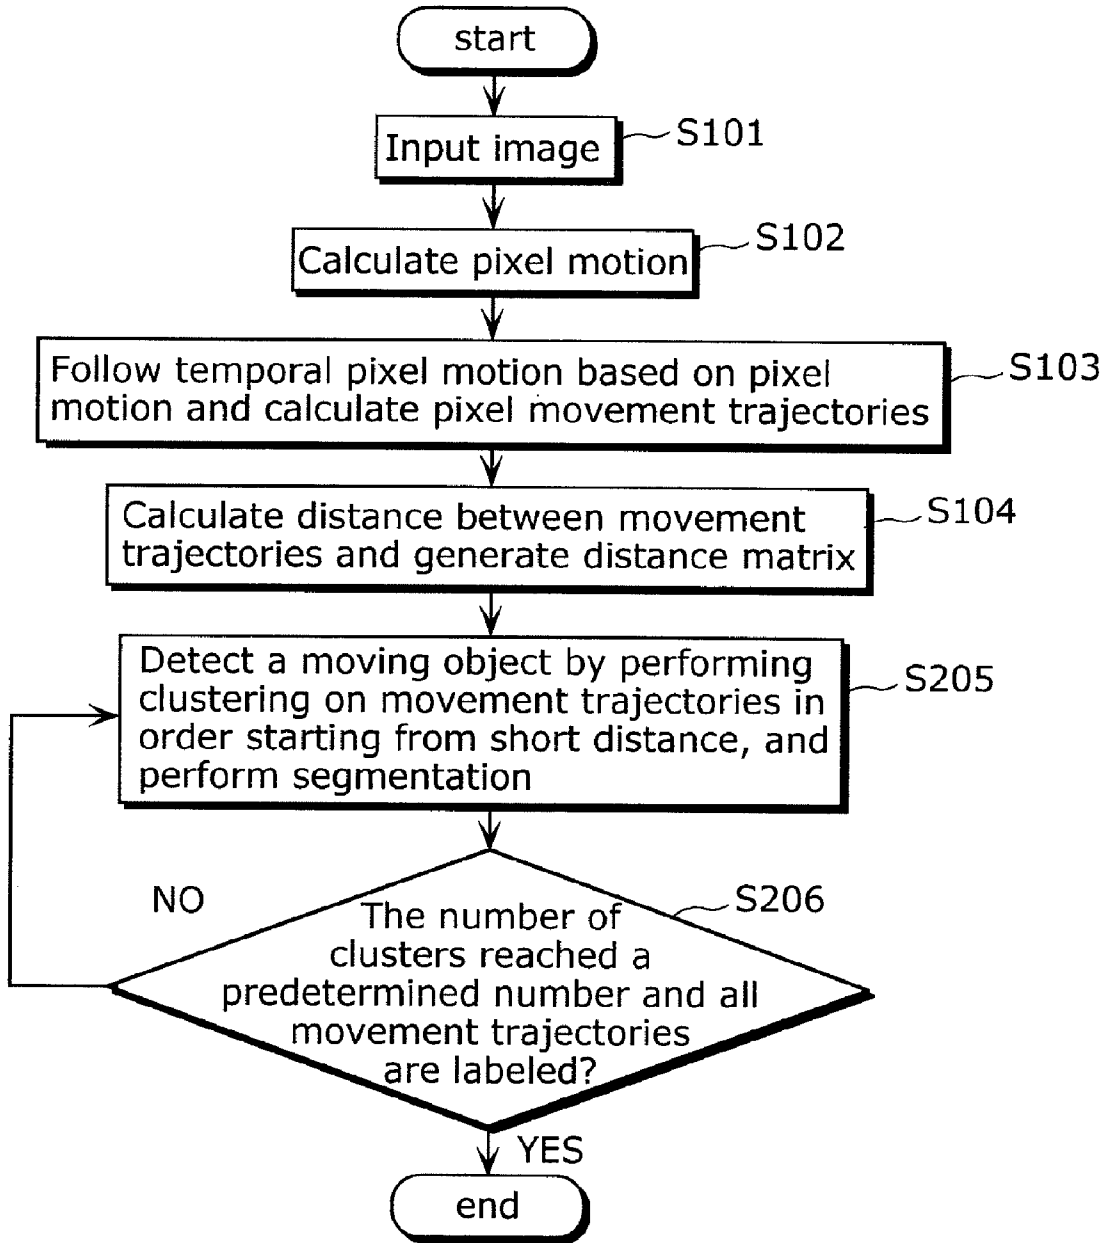 start
Input image
S101
Calculate pixel motion
S102
Follow temporal pixel motion based on pixel
motion and calculate pixel movement trajectories
S103
Calculate distance between movement
trajectories and generate distance matrix
S104
Detect a moving object by performing
clustering on movement trajectories in
order starting from short distance, and
perform segmentation
S205
NO
S206
The number of
clusters reached a
predetermined number and all
movement trajectories
are labeled?
YES
end